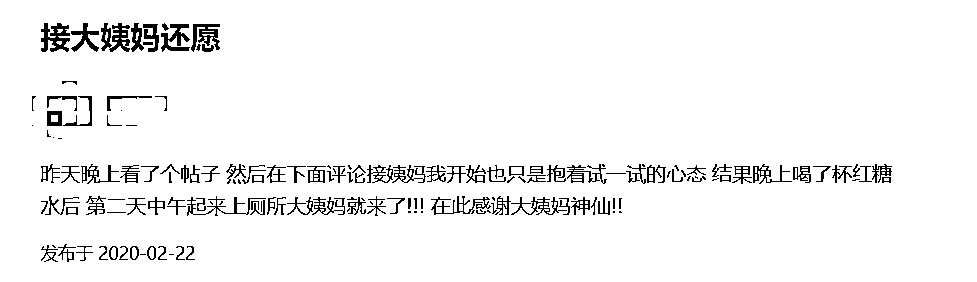 接大姨妈还愿
昨天晚上看了个帖子 然后在下面评论接姨妈我开始也只是抱着试一试的心态 结果晚上喝了杯红糖
水后 第二天中午起来上厕所大姨妈就来了!!! 在此感谢大姨妈神仙!!
发布于 2020-02-22